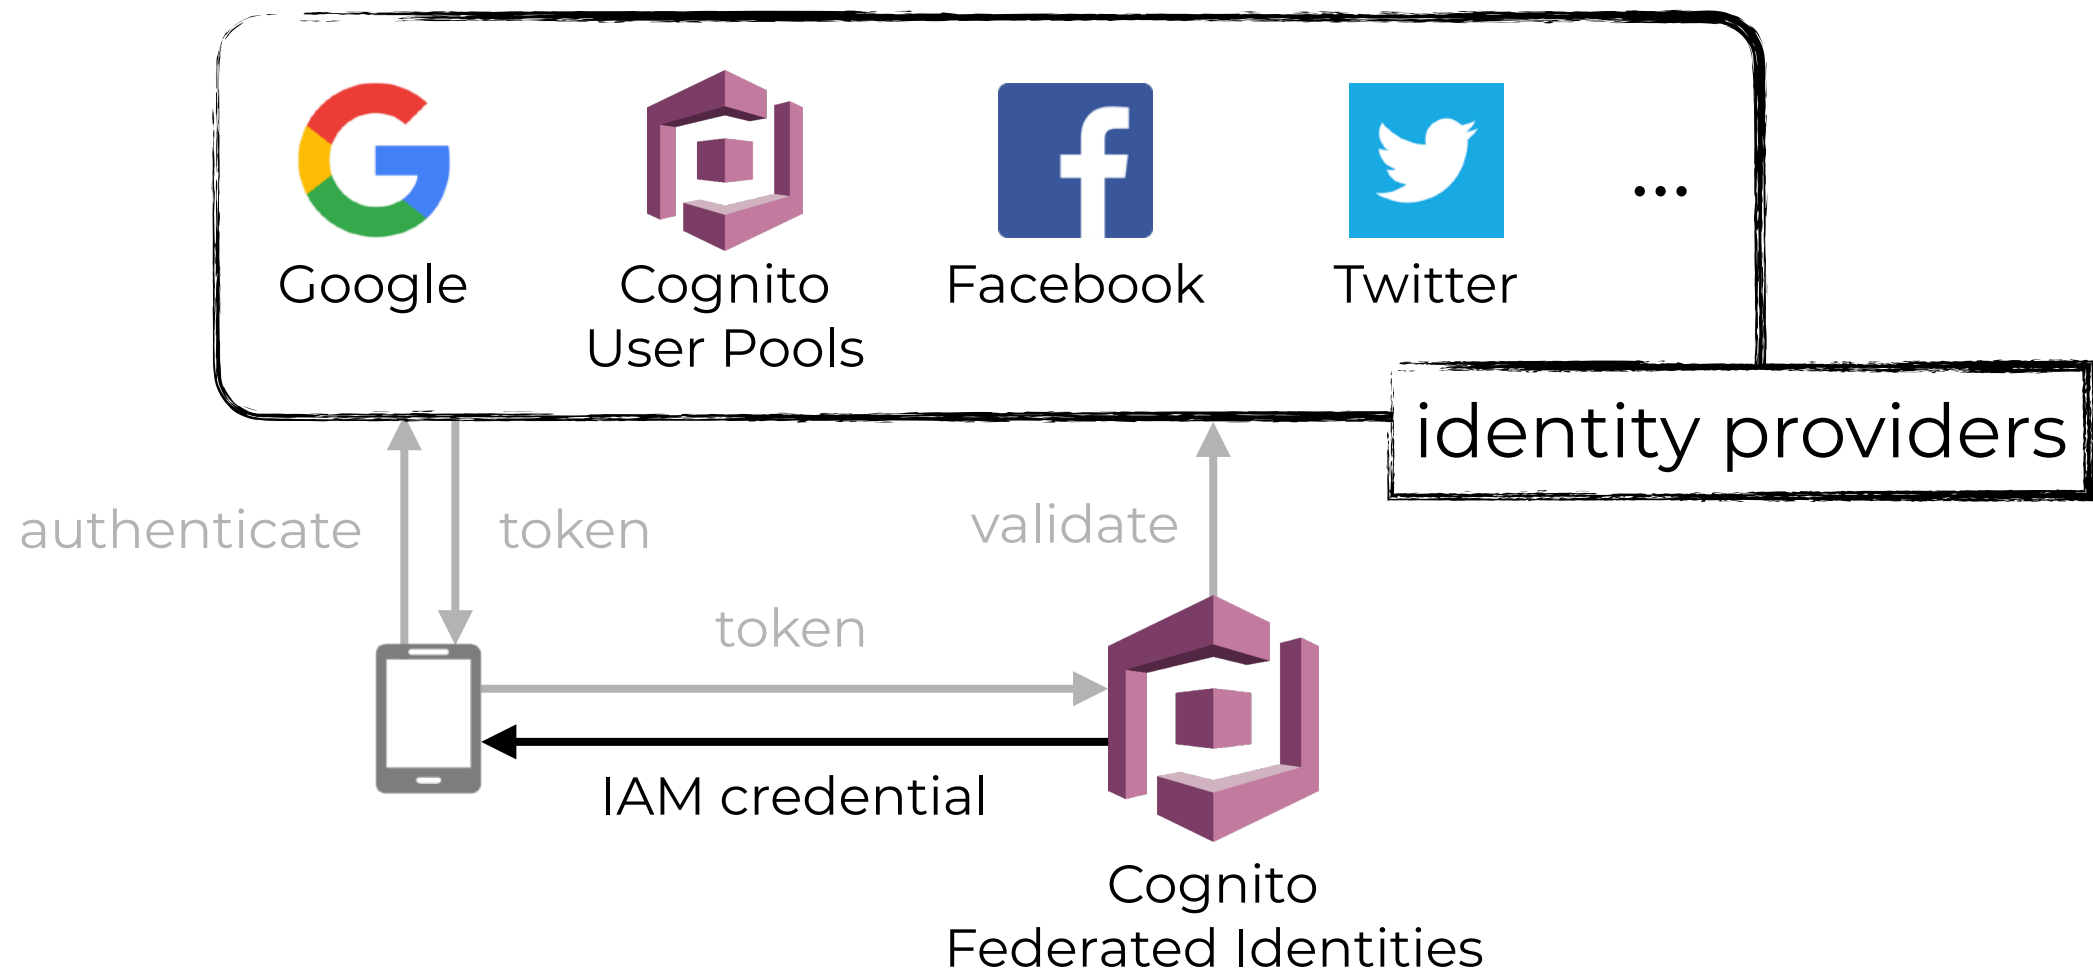 Google
Cognito
User Pools
Facebook
Twitter
...
identity providers
authenticate
token
validate
token
IAM credential
Cognito
Federated Identities